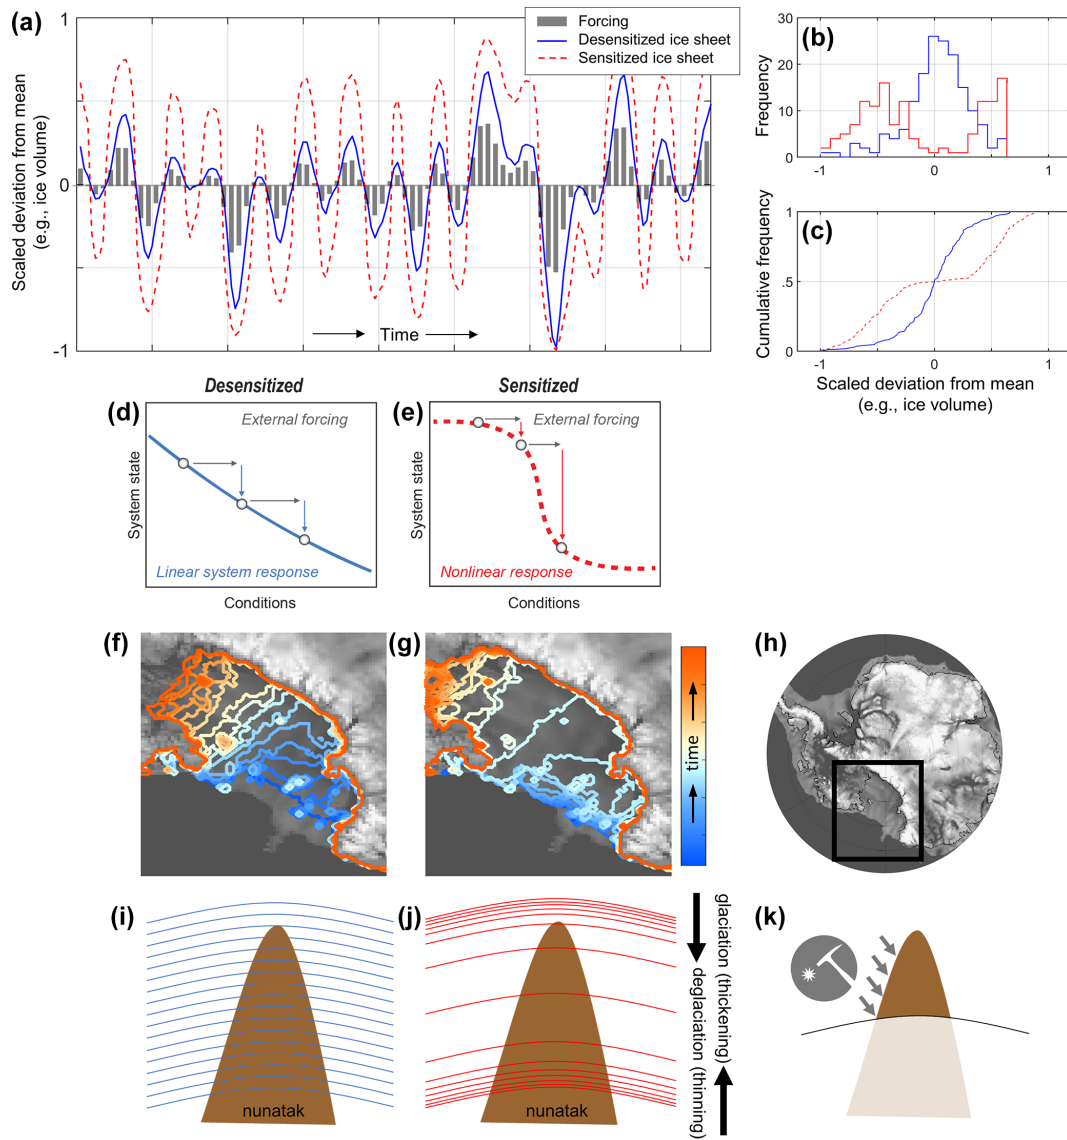 (a)
1
0
-1
Scaled deviation from mean
(e.g., ice volume)
Forcing
Desensitized ice sheet
Sensitized ice sheet
Time
(b)
30
20
10
0
Frequency
-1
0
1
(c)
1
.5
0
Cumulative frequency
-1
0
1
Scaled deviation from mean
(e.g., ice volume)
Desensitized
Sensitized
(d)
External forcing
System state
Linear system response
Conditions
(e)
External forcing
System state
Nonlinear response
Conditions
(f)
(g)
time
(h)
(i)
nunatak
(j)
nunatak
glaciation (thickening)
deglaciation (thinning)
(k)